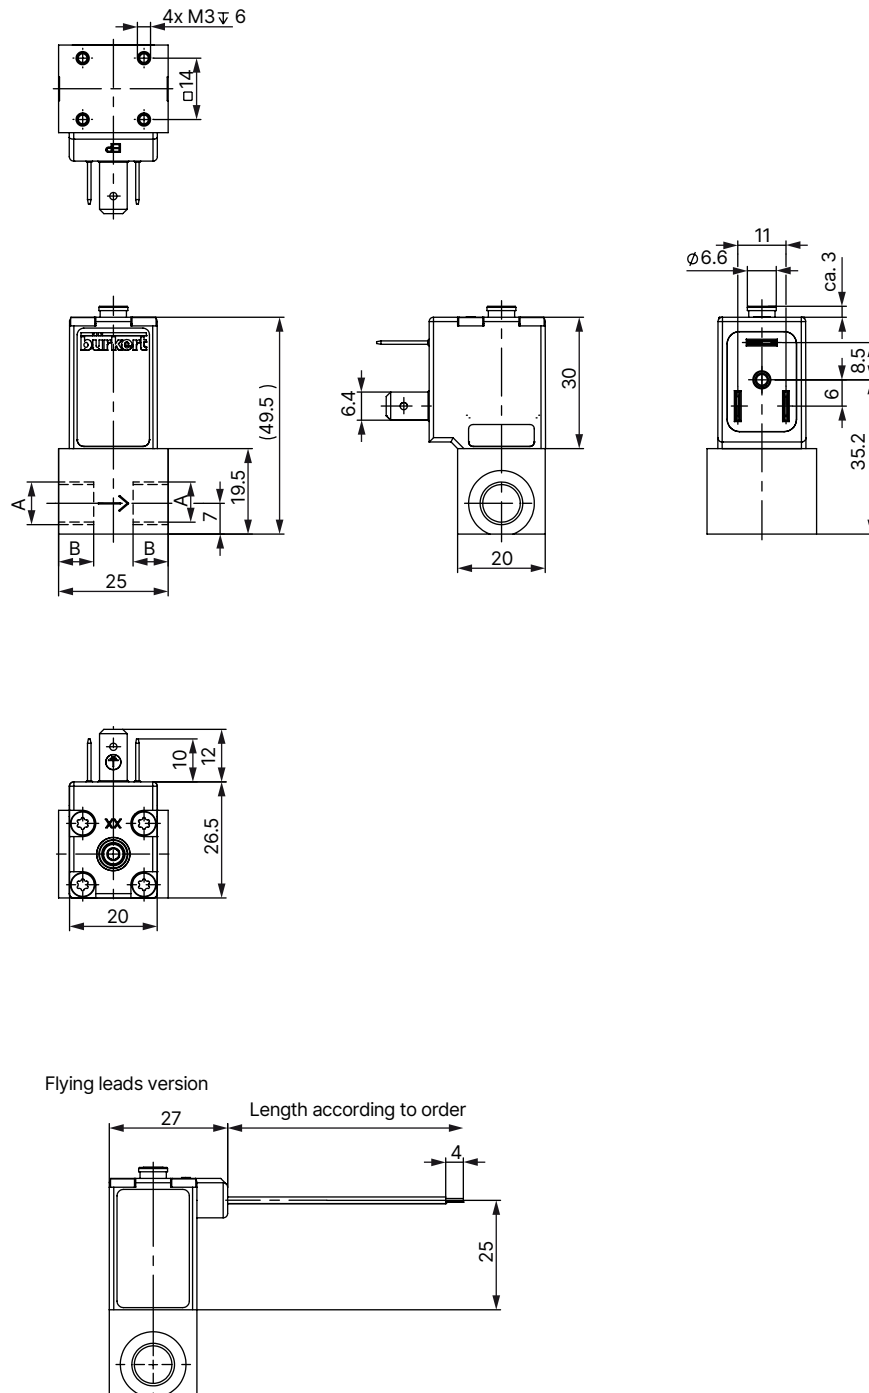 4x M3↧ 6
□14
11
⌀6.6
ca. 3
bürkert
(49.5 )
19.5
A
A
7
B
B
25
6.4
30
20
8.5
6
35.2
10
12
XX
26.5
20
Flying leads version
27
Length according to order
4
25